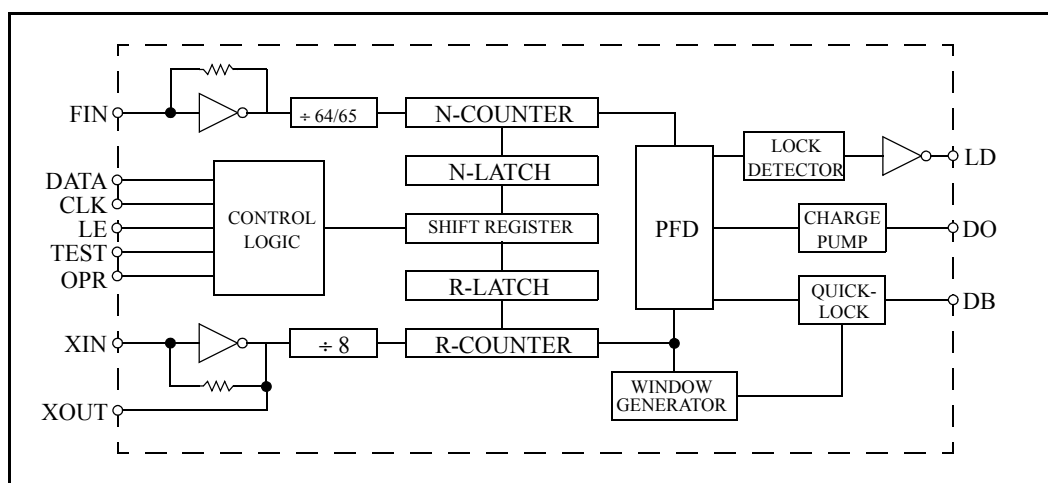 FIN
÷ 64/65
N-COUNTER
LOCK
DETECTOR
LD
DATA
CLK
LE
TEST
OPR
CONTROL
LOGIC
N-LATCH
SHIFT REGISTER
R-LATCH
PFD
CHARGE
PUMP
DO
QUICK-
LOCK
DB
XIN
÷ 8
R-COUNTER
WINDOW
GENERATOR
XOUT